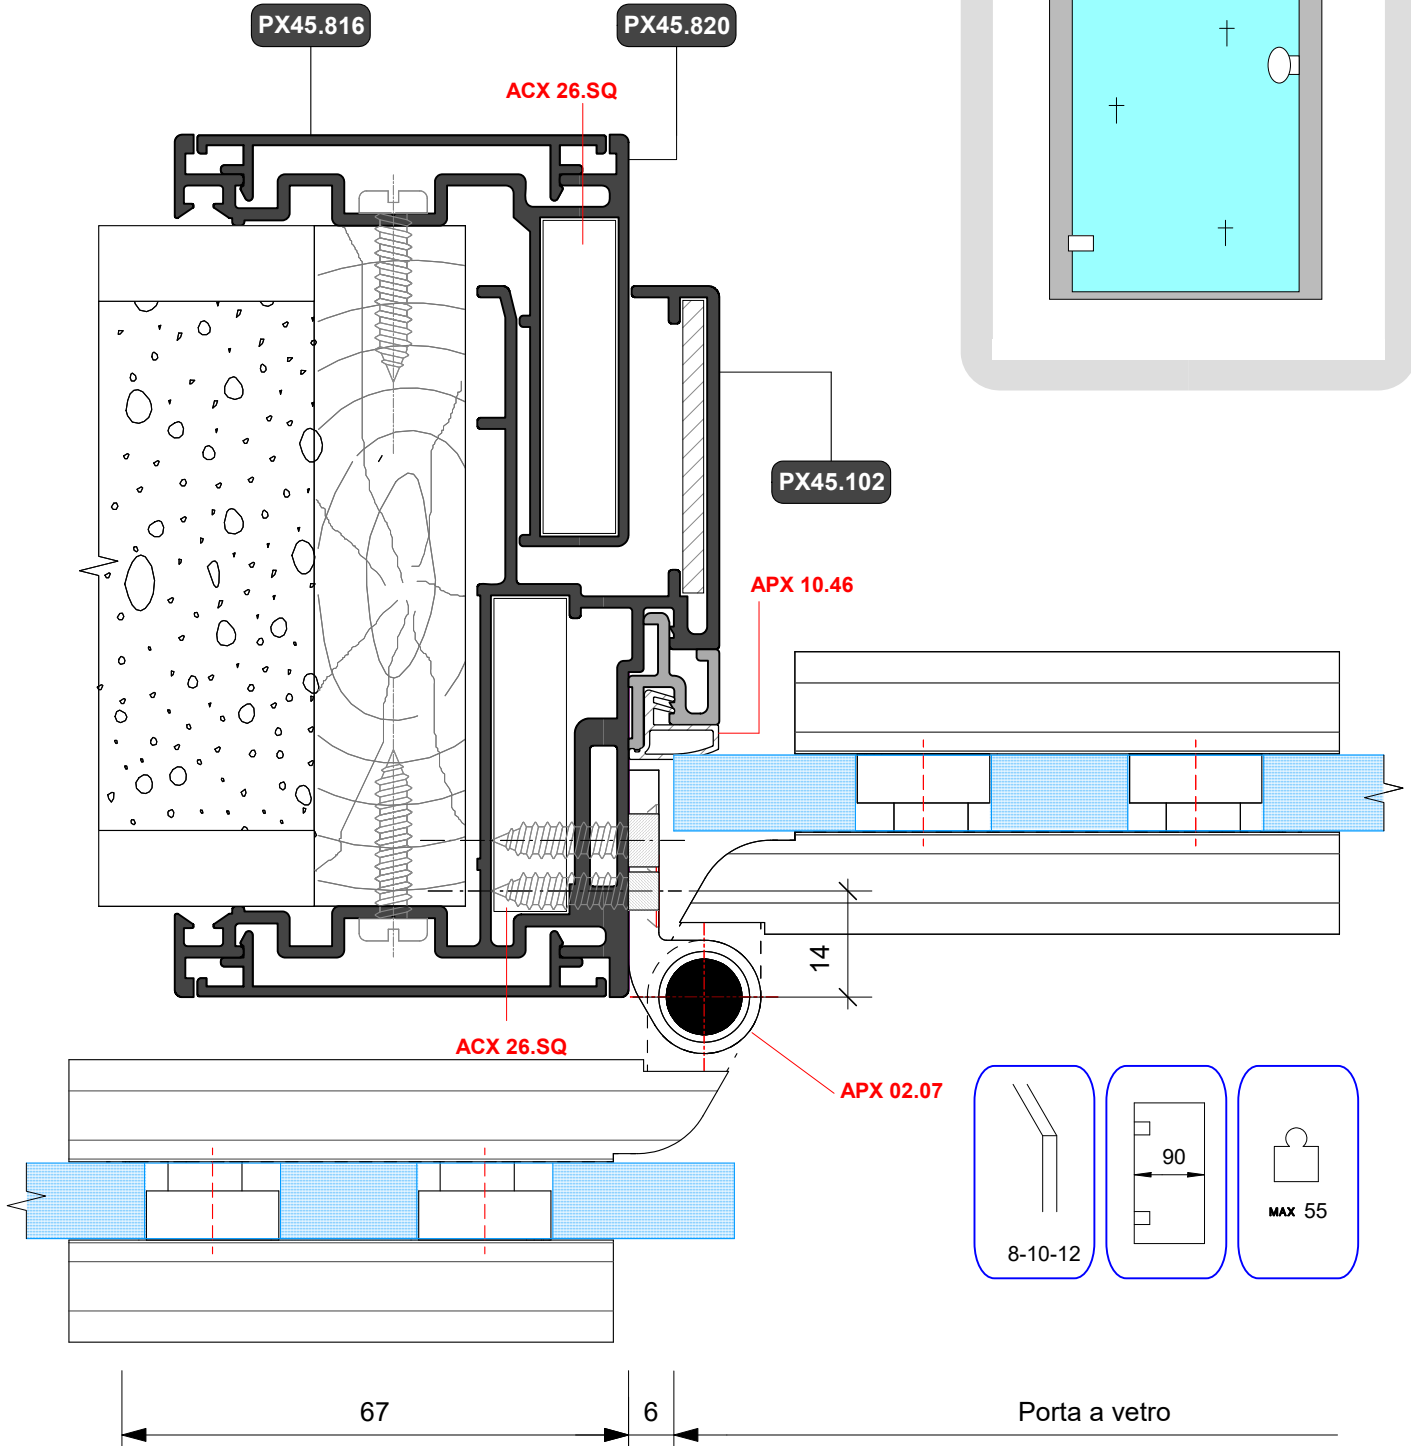 PX45.816
PX45.820
ACX 26.SQ
PX45.102
APX 10.46
14
ACX 26.SQ
APX 02.07
90
MAX 55
8-10-12
67
6
Porta a vetro